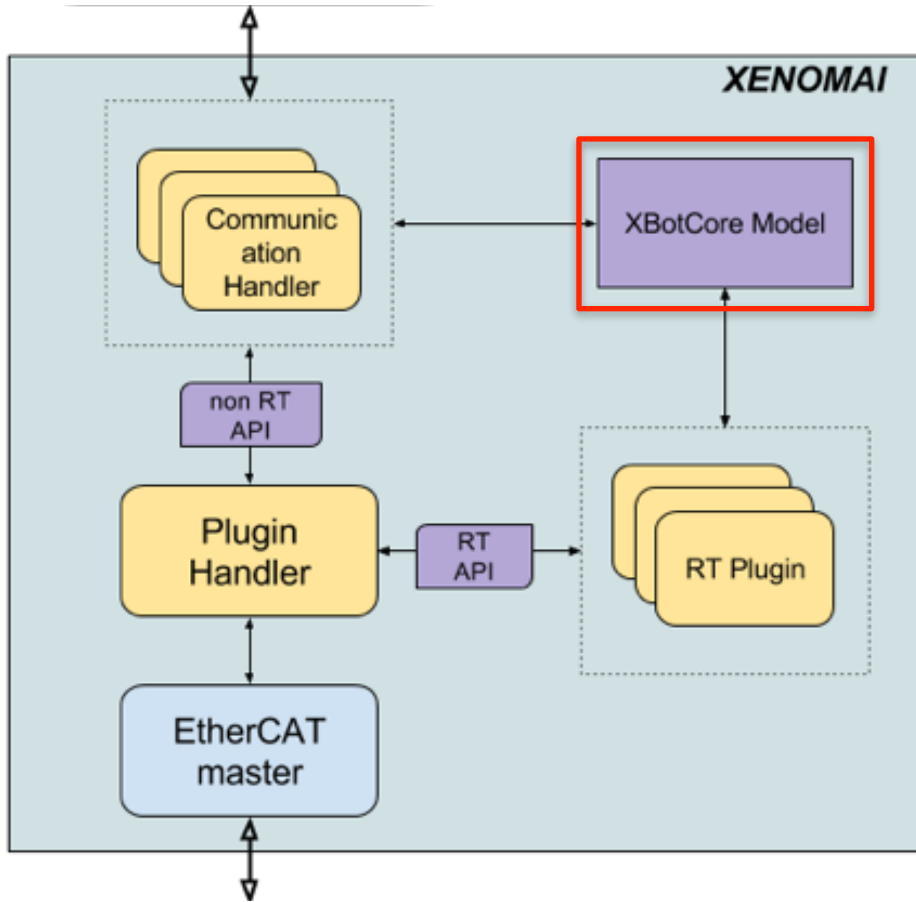 XENOMAI
Communic
ation
Handler
XBotCore Model
non RT
API
Plugin
Handler
RT
API
RT Plugin
EtherCAT
master